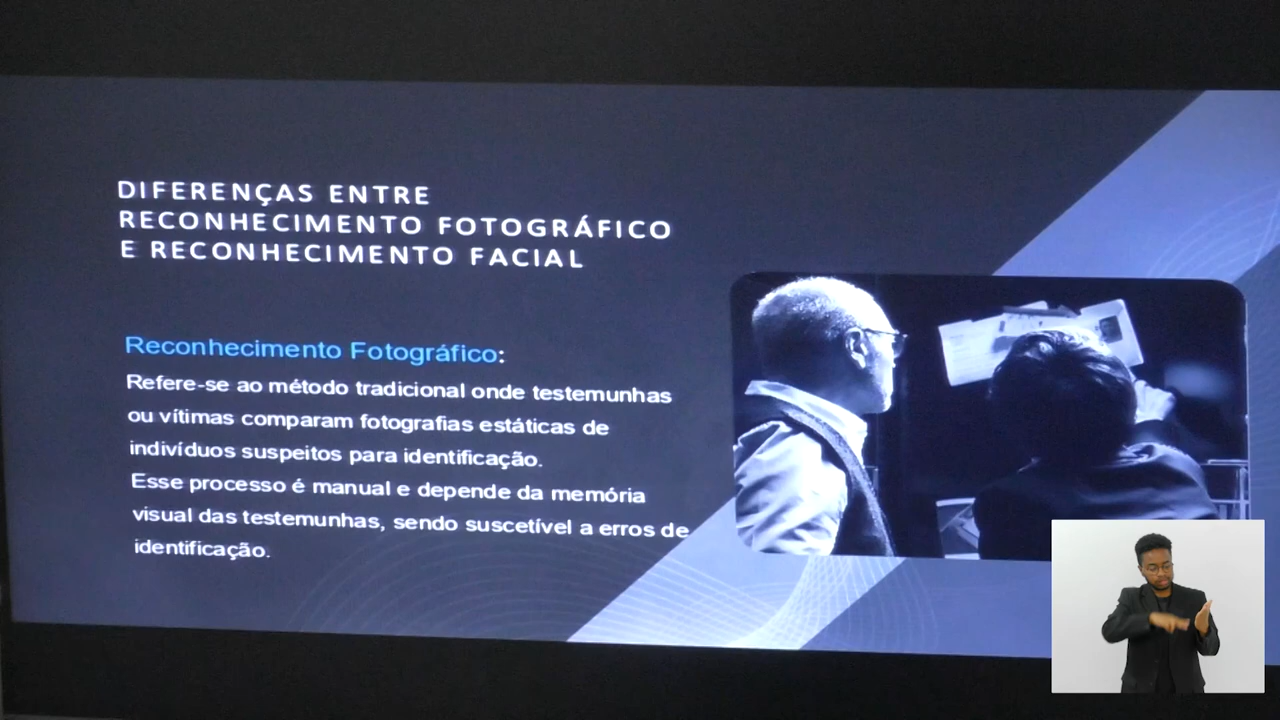 DIFERENÇAS ENTRE
RECONHECIMENTO FOTOGRÁFICO
E RECONHECIMENTO FACIAL
Reconhecimento Fotográfico:
Refere-se ao método tradicional onde testemunhas
ou vítimas comparam fotografias estáticas de
indivíduos suspeitos para identificação.
Esse processo é manual e depende da memória
visual das testemunhas, sendo suscetível a erros de
identificação.